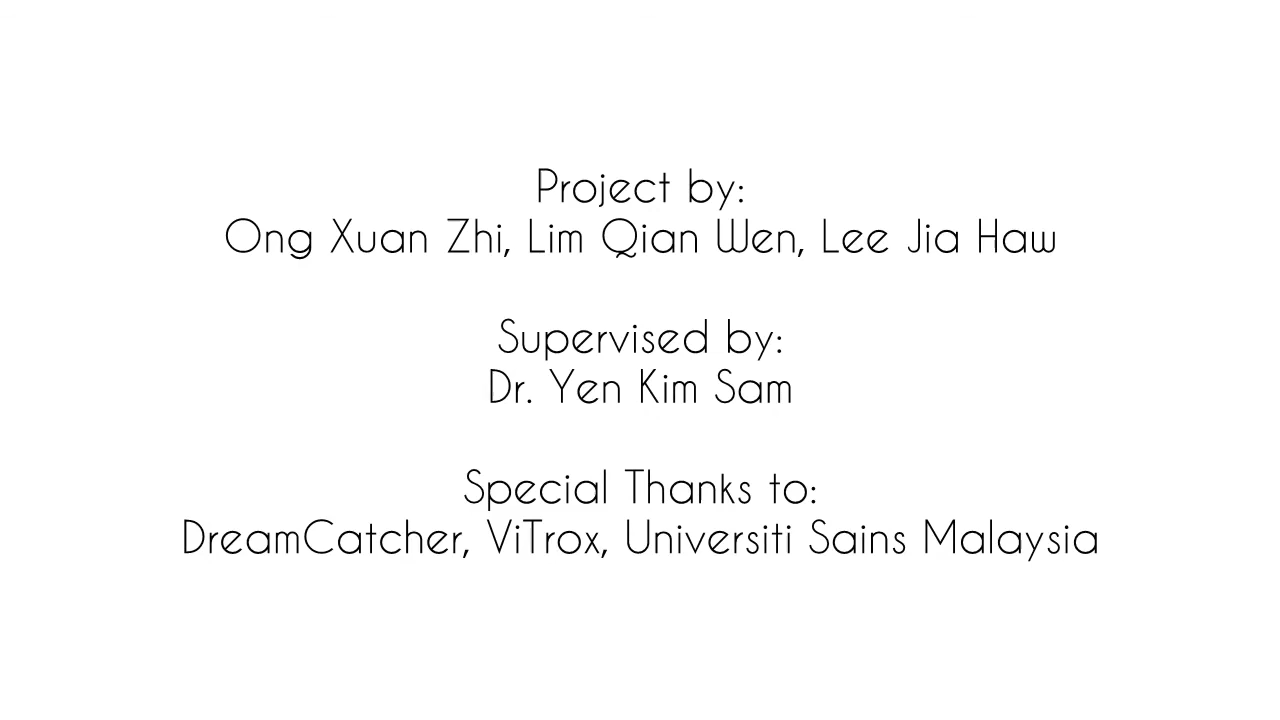 Project by:
Ong Xuan Zhi, Lim Qian Wen, Lee Jia Haw
Supervised by:
Dr. Yen Kim Sam
Special Thanks to:
DreamCatcher, ViTrox, Universiti Sains Malaysia